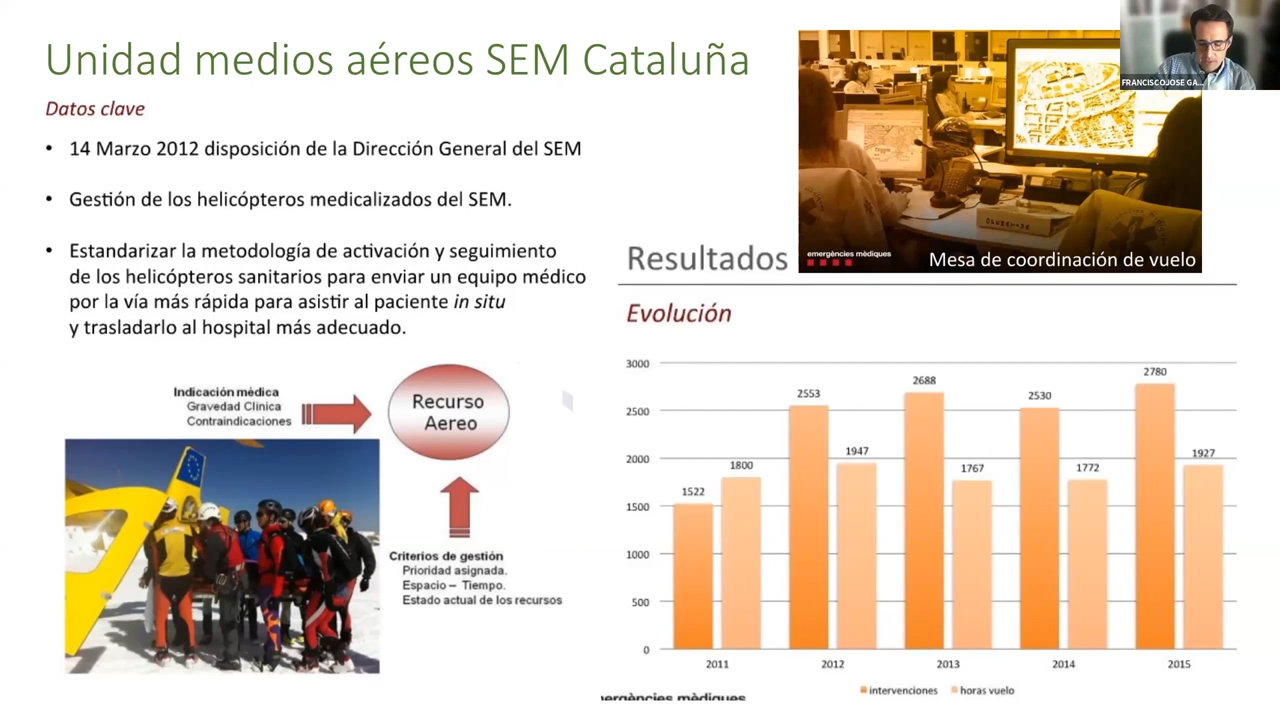 Unidad medios aéreos SEM Cataluña
Datos clave
• 14 Marzo 2012 disposición de la Dirección General del SEM
• Gestión de los helicópteros medicalizados del SEM.
• Estandarizar la metodología de activación y seguimiento
de los helicópteros sanitarios para enviar un equipo médico
por la vía más rápida para asistir al paciente in situ
y trasladarlo al hospital más adecuado.
Indicación médica
Gravedad Clínica
Contraindicaciones
Recurso
Aereo
Criterios de gestión
Prioridad asignada.
Espacio – Tiempo.
Estado actual de los recursos
FRANCISCOJOSE GA...
emergències mèdiques
Mesa de coordinación de vuelo
Resultados
Evolución
3000
2500
2000
1500
1000
500
0
1522
1800
2553
1947
2688
1767
2530
1772
2780
1927
2011
2012
2013
2014
2015
intervenciones
horas vuelo
mèdiques